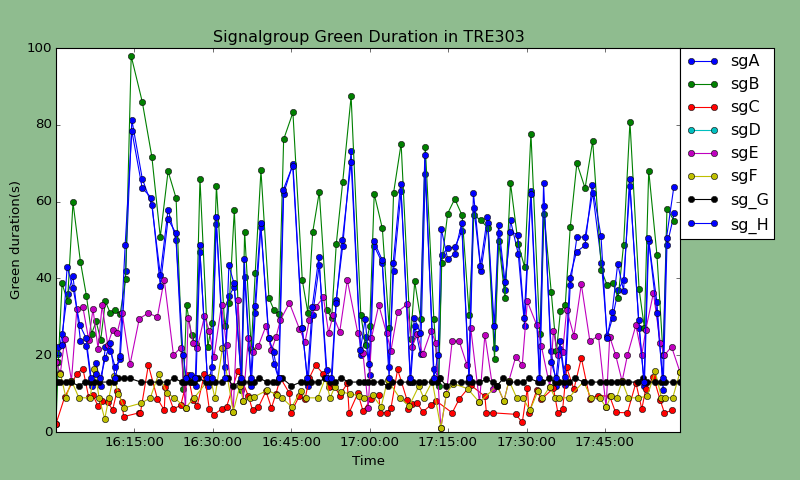 Signalgroup Green Duration in TRE303
100
80
60
40
20
0
Green duration(s)
16:15:00 16:30:00 16:45:00 17:00:00 17:15:00 17:30:00 17:45:00
Time
sgA
sgB
sgC
sgD
sgE
sgF
sg_G
sg_H